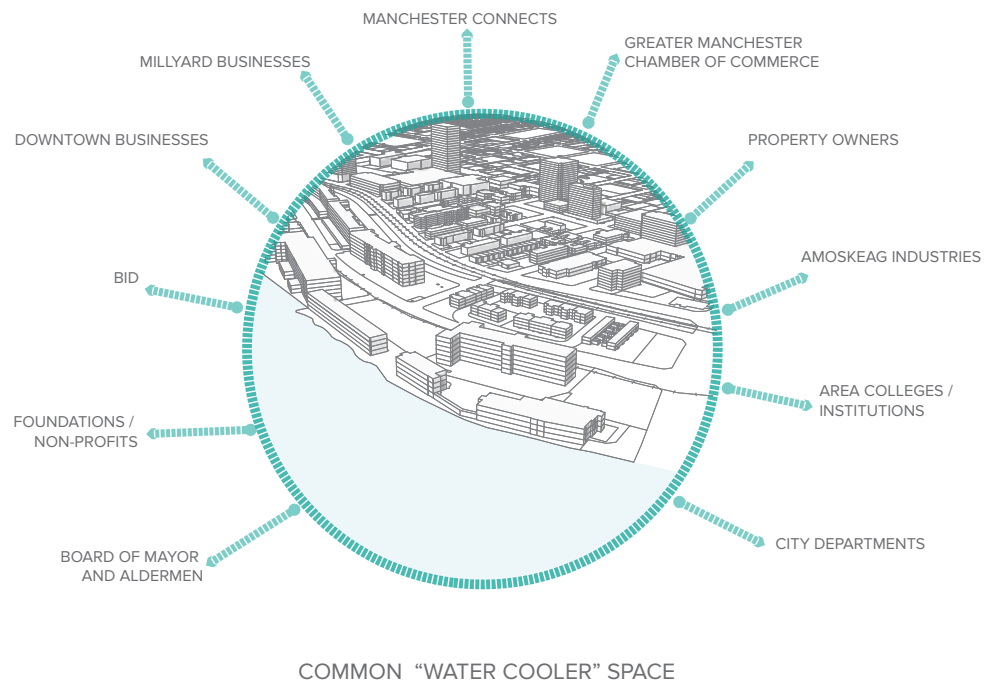 MANCHESTER CONNECTS
GREATER MANCHESTER
CHAMBER OF COMMERCE
MILLYARD BUSINESSES
DOWNTOWN BUSINESSES
PROPERTY OWNERS
AMOSKEAG INDUSTRIES
BID
AREA COLLEGES /
INSTITUTIONS
FOUNDATIONS /
NON-PROFITS
CITY DEPARTMENTS
BOARD OF MAYOR
AND ALDERMEN
COMMON “WATER COOLER” SPACE